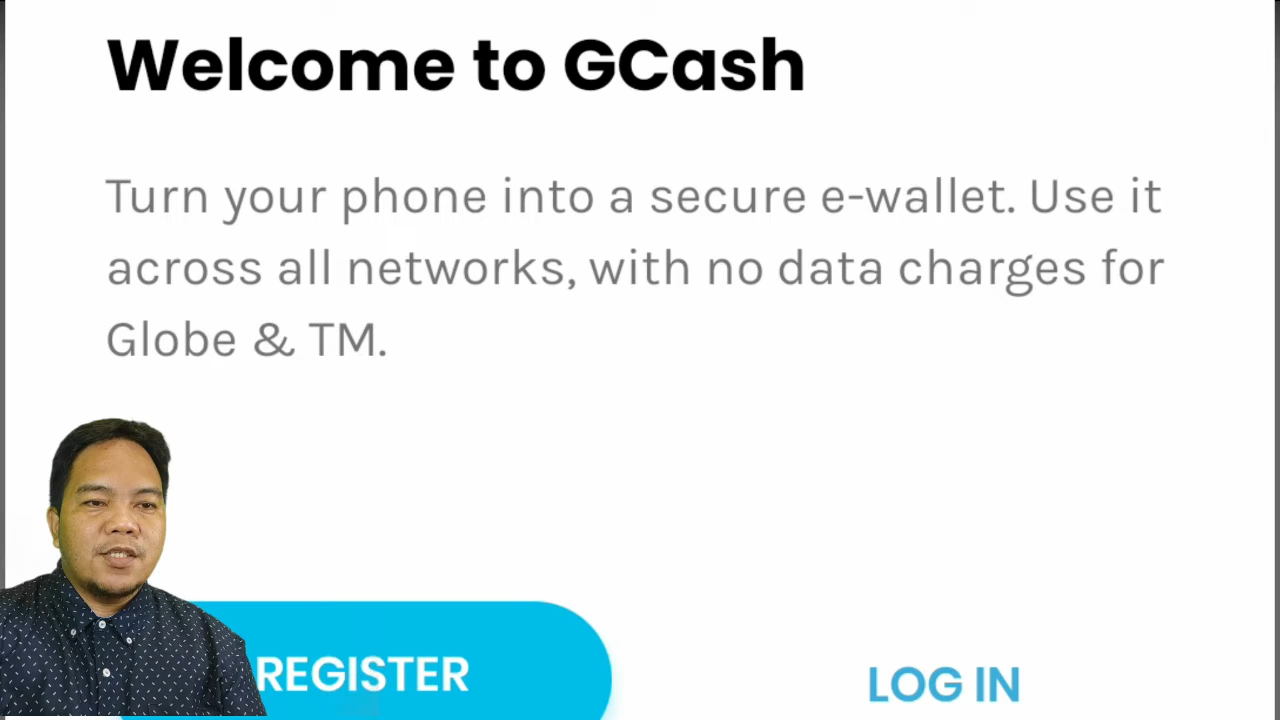 Welcome to GCash
Turn your phone into a secure e-wallet. Use it
across all networks, with no data charges for
Globe & TM.
REGISTER
LOG IN